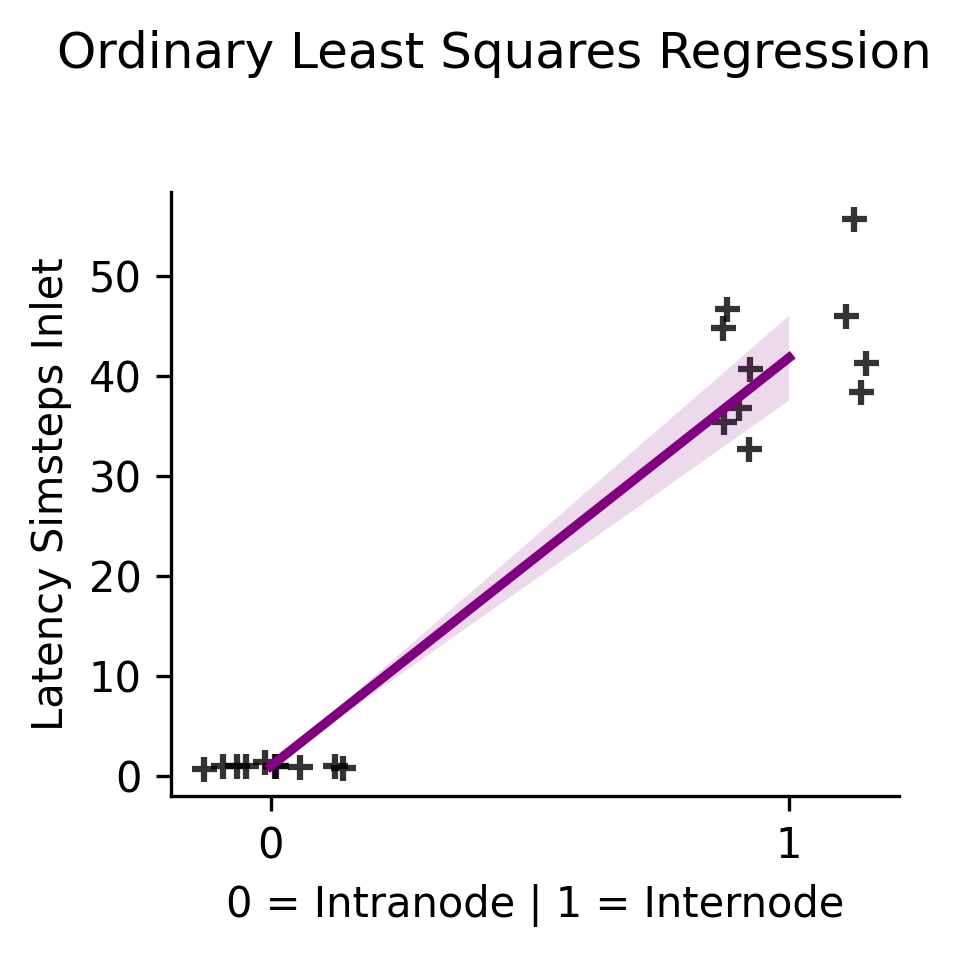 Ordinary Least Squares Regression
Latency Simsteps Inlet
50
40
30
20
10
0
0 1
0 = Intranode | 1 = Internode